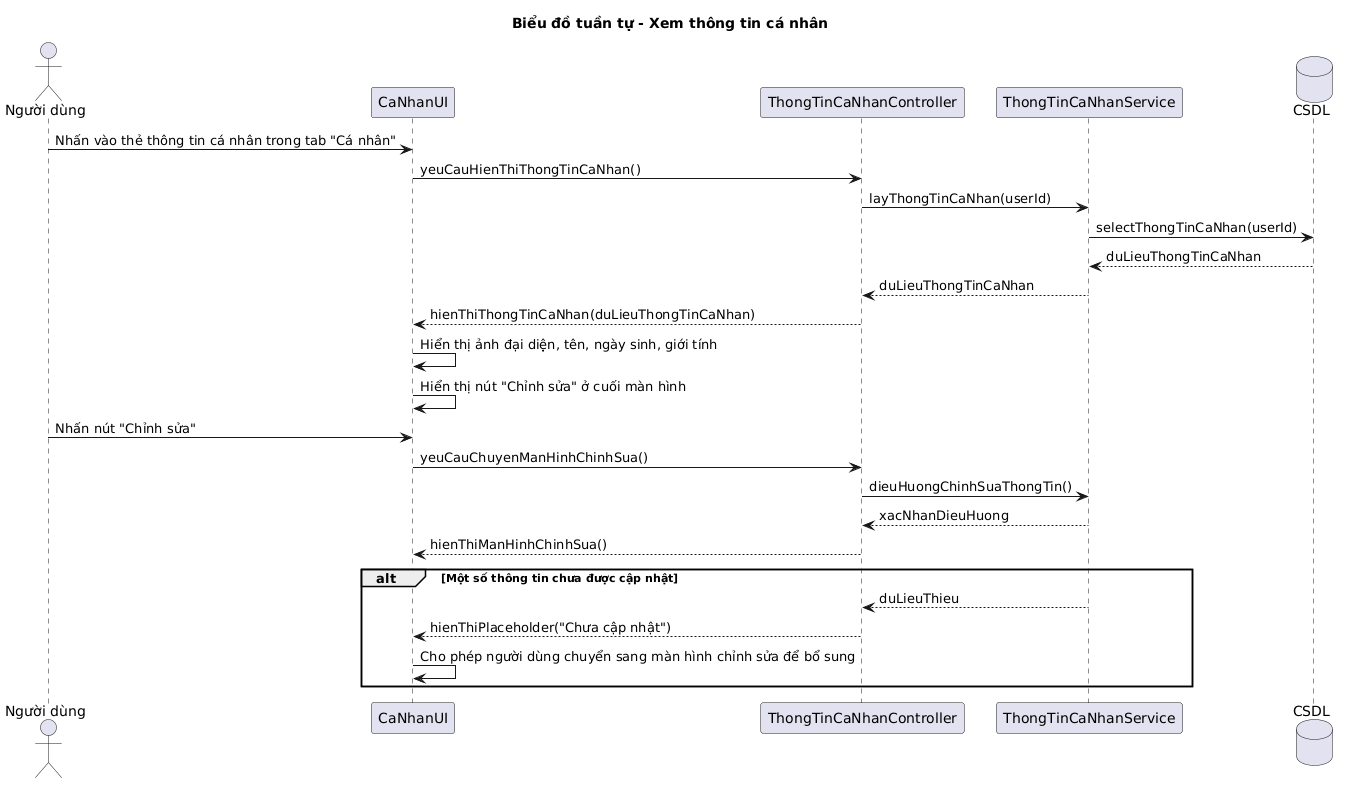 Biểu đồ tuần tự - Xem thông tin cá nhân
Người dùng
CaNhanUI
ThongTinCaNhanController
ThongTinCaNhanService
CSDL
Nhấn vào thẻ thông tin cá nhân trong tab "Cá nhân"
yeuCauHienThiThongTinCaNhan()
layThongTinCaNhan(userId)
selectThongTinCaNhan(userId)
duLieuThongTinCaNhan
duLieuThongTinCaNhan
hienThiThongTinCaNhan(duLieuThongTinCaNhan)
Hiển thị ảnh đại diện, tên, ngày sinh, giới tính
Hiển thị nút "Chỉnh sửa" ở cuối màn hình
Nhấn nút "Chỉnh sửa"
yeuCauChuyenManHinhChinhSua()
dieuHuongChinhSuaThongTin()
xacNhanDieuHuong
hienThiManHinhChinhSua()
alt [Một số thông tin chưa được cập nhật]
duLieuThieu
hienThiPlaceholder("Chưa cập nhật")
Cho phép người dùng chuyển sang màn hình chỉnh sửa để bổ sung
Người dùng
CaNhanUI
ThongTinCaNhanController
ThongTinCaNhanService
CSDL